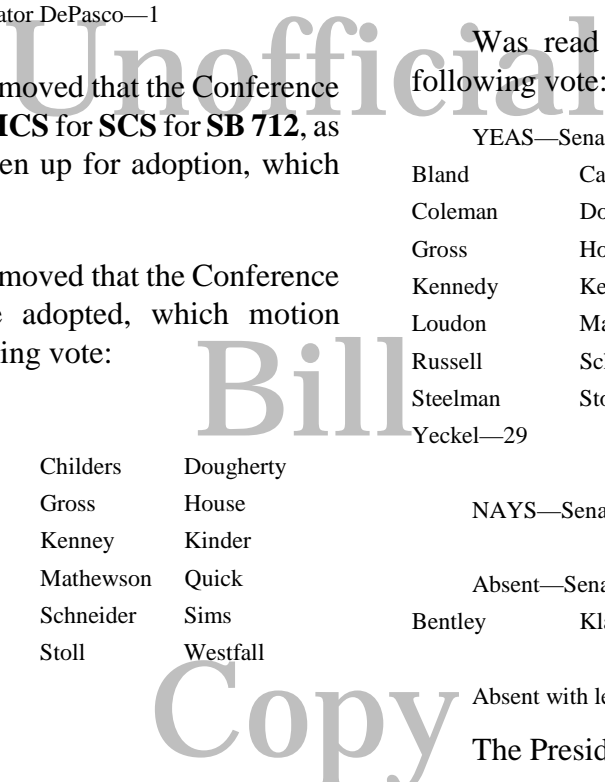 ator DePasco—1
moved that the Conference
ICS for SCS for SB 712, as
en up for adoption, which
moved that the Conference
e adopted, which motion
ing vote:
Childers Dougherty
Gross House
Kenney Kinder
Mathewson Quick
Schneider Sims
Stoll Westfall
Was read
following vote:
YEAS—Sena
Bland Ca
Coleman Do
Gross Ho
Kennedy Ke
Loudon Ma
Russell Sc
Steelman Sto
Yeckel—29
NAYS—Sena
Absent—Sena
Bentley Kl
Absent with le
The Presid
Unofficial
Bill
Copy